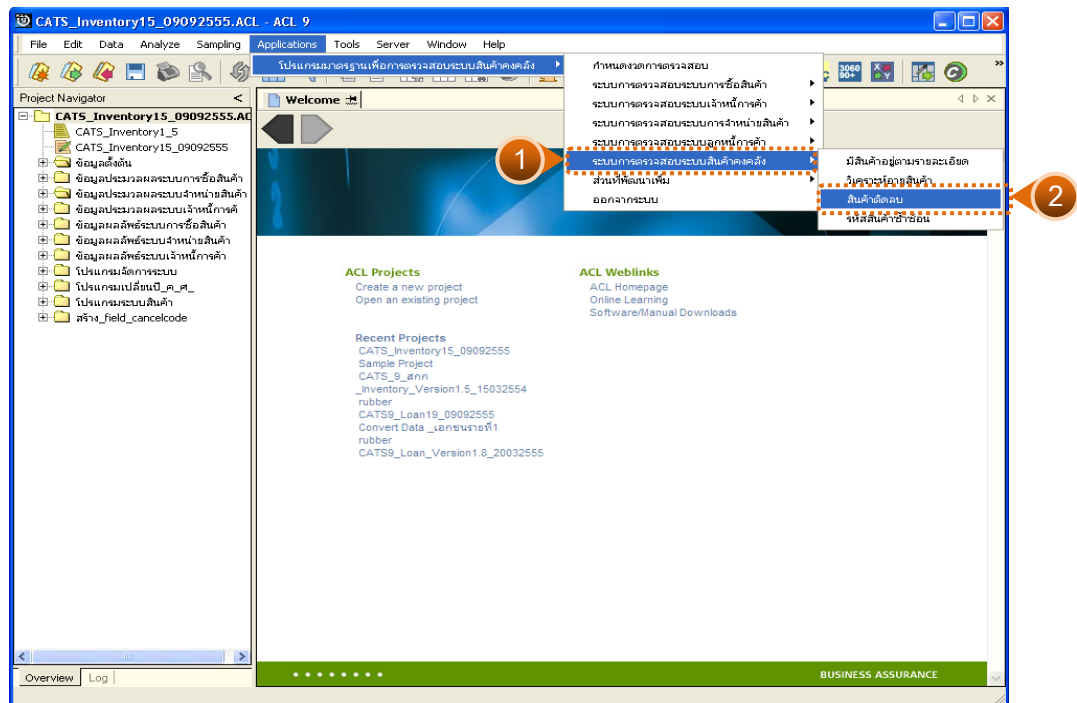 CATS_Inventory15_09092555.ACL - ACL 9
File Edit Data Analyze Sampling Applications Tools Server Window Help
โปรแกรมมาตรฐานเพื่อการตรวจสอบระบบสินค้าคงคลัง
กำหนดงวดการตรวจสอบ
ระบบการตรวจสอบระบบการซื้อสินค้า
ระบบการตรวจสอบระบบเจ้าหนี้การค้า
ระบบการตรวจสอบระบบการจำหน่ายสินค้า
ระบบการตรวจสอบระบบลูกหนี้การค้า
ระบบการตรวจสอบระบบสินค้าคงคลัง
ส่วนที่พัฒนาเพิ่ม
ออกจากระบบ
มีสินค้าอยู่ตามรายละเอียด
วิเคราะห์อายุสินค้า
สินค้าติดลบ
รหัสสินค้าซ้ำซ้อน
1
2
3060
90+
Project Navigator <
CATS_Inventory15_09092555.AC
CATS_Inventory1_5
CATS_Inventory15_09092555
ข้อมูลตั้งต้น
ข้อมูลประมวลผลระบบการซื้อสินค้า
ข้อมูลประมวลผลระบบจำหน่ายสินค้า
ข้อมูลประมวลผลระบบเจ้าหนี้การค้
ข้อมูลผลลัพธ์ระบบการซื้อสินค้า
ข้อมูลผลลัพธ์ระบบจำหน่ายสินค้า
ข้อมูลผลลัพธ์ระบบเจ้าหนี้การค้า
โปรแกรมจัดการระบบ
โปรแกรมเปลี่ยนปี_ค_ศ_
โปรแกรมระบบสินค้า
สร้าง_field_cancelcode
Welcome
ACL Projects
Create a new project
Open an existing project
ACL Weblinks
ACL Homepage
Online Learning
Software/Manual Downloads
Recent Projects
CATS_Inventory15_09092555
Sample Project
CATS_9_สกก
_Inventory_Version1.5_15032554
rubber
CATS9_Loan19_09092555
Convert Data _เอกชนรายที่1
rubber
CATS9_Loan_Version1.8_20032555
Overview Log
BUSINESS ASSURANCE